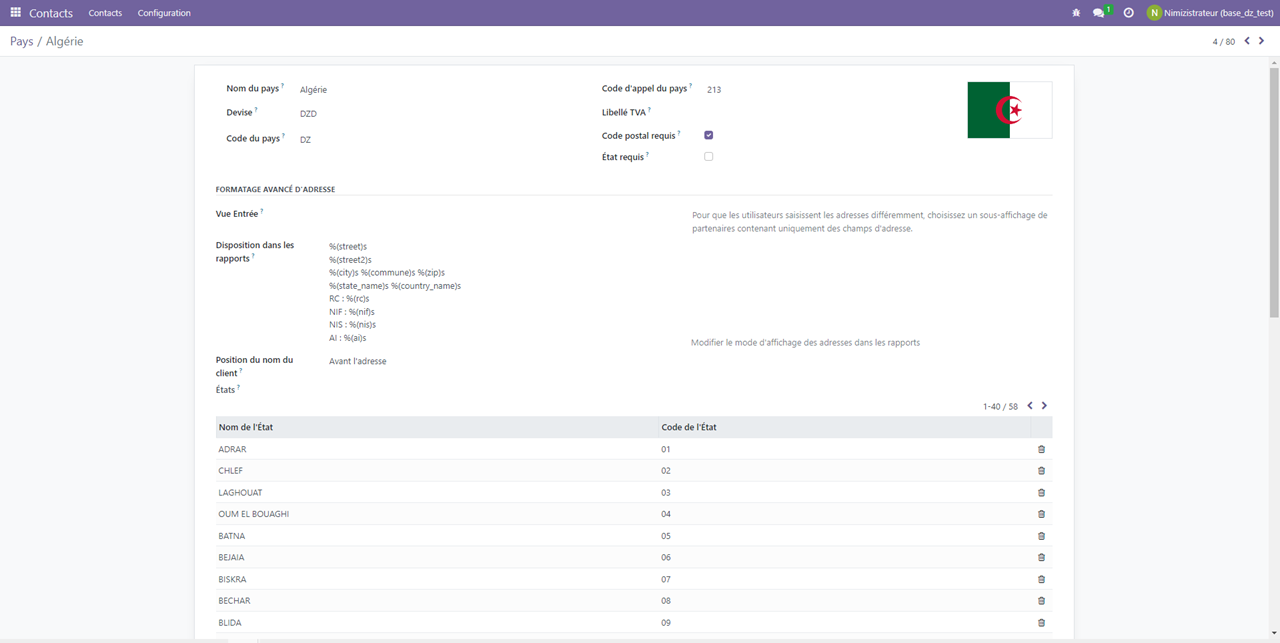 Contacts Contacts Configuration 1 N Nimizistrateur (base_dz_test)
Pays / Algérie 4 / 80
Nom du pays ? Algérie Code d'appel du pays ? 213
Devise ? DZD Libellé TVA ?
Code du pays ? DZ Code postal requis ?
État requis ?
FORMATAGE AVANCÉ D'ADRESSE
Vue Entrée ? Pour que les utilisateurs saisissent les adresses différemment, choisissez un sous-affichage de
partenaires contenant uniquement des champs d'adresse.
Disposition dans les
rapports ?
%(street)s
%(street2)s
%(city)s %(commune)s %(zip)s
%(state_name)s %(country_name)s
RC : %(rc)s
NIF : %(nif)s
NIS : %(nis)s
AI : %(ai)s
Modifier le mode d'affichage des adresses dans les rapports
Position du nom du
client ?
Avant l'adresse
États ?
1-40 / 58
Nom de l'État Code de l'État
ADRAR 01
CHLEF 02
LAGHOUAT 03
OUM EL BOUAGHI 04
BATNA 05
BEJAIA 06
BISKRA 07
BECHAR 08
BLIDA 09